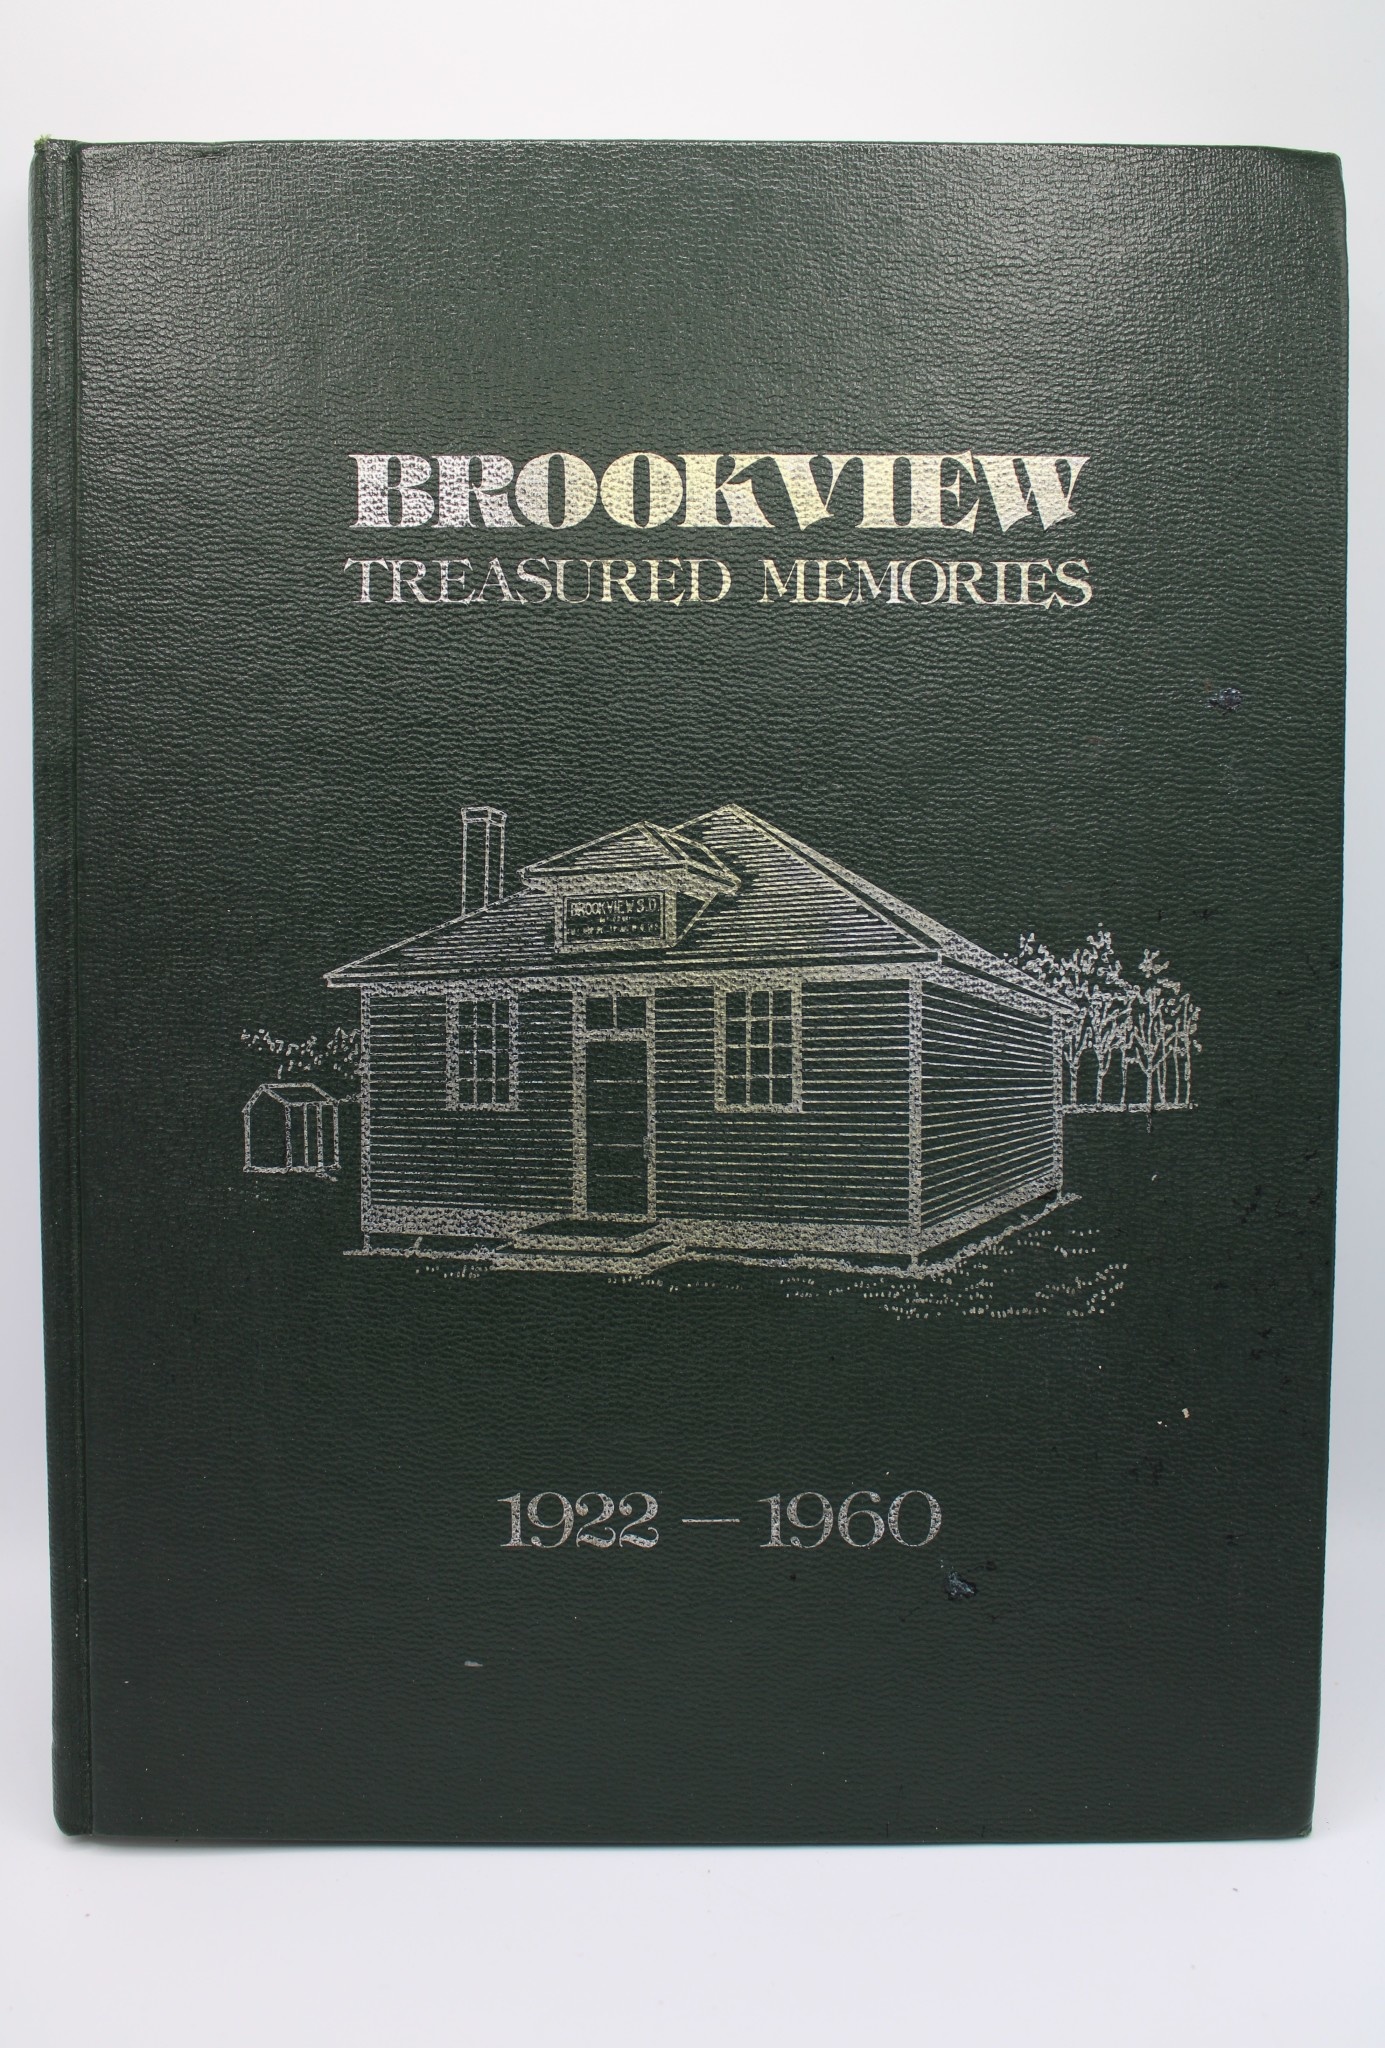 BROOKVIEW
TREASURED MEMORIES
BROOKVIEW S.D.
1922 – 1960